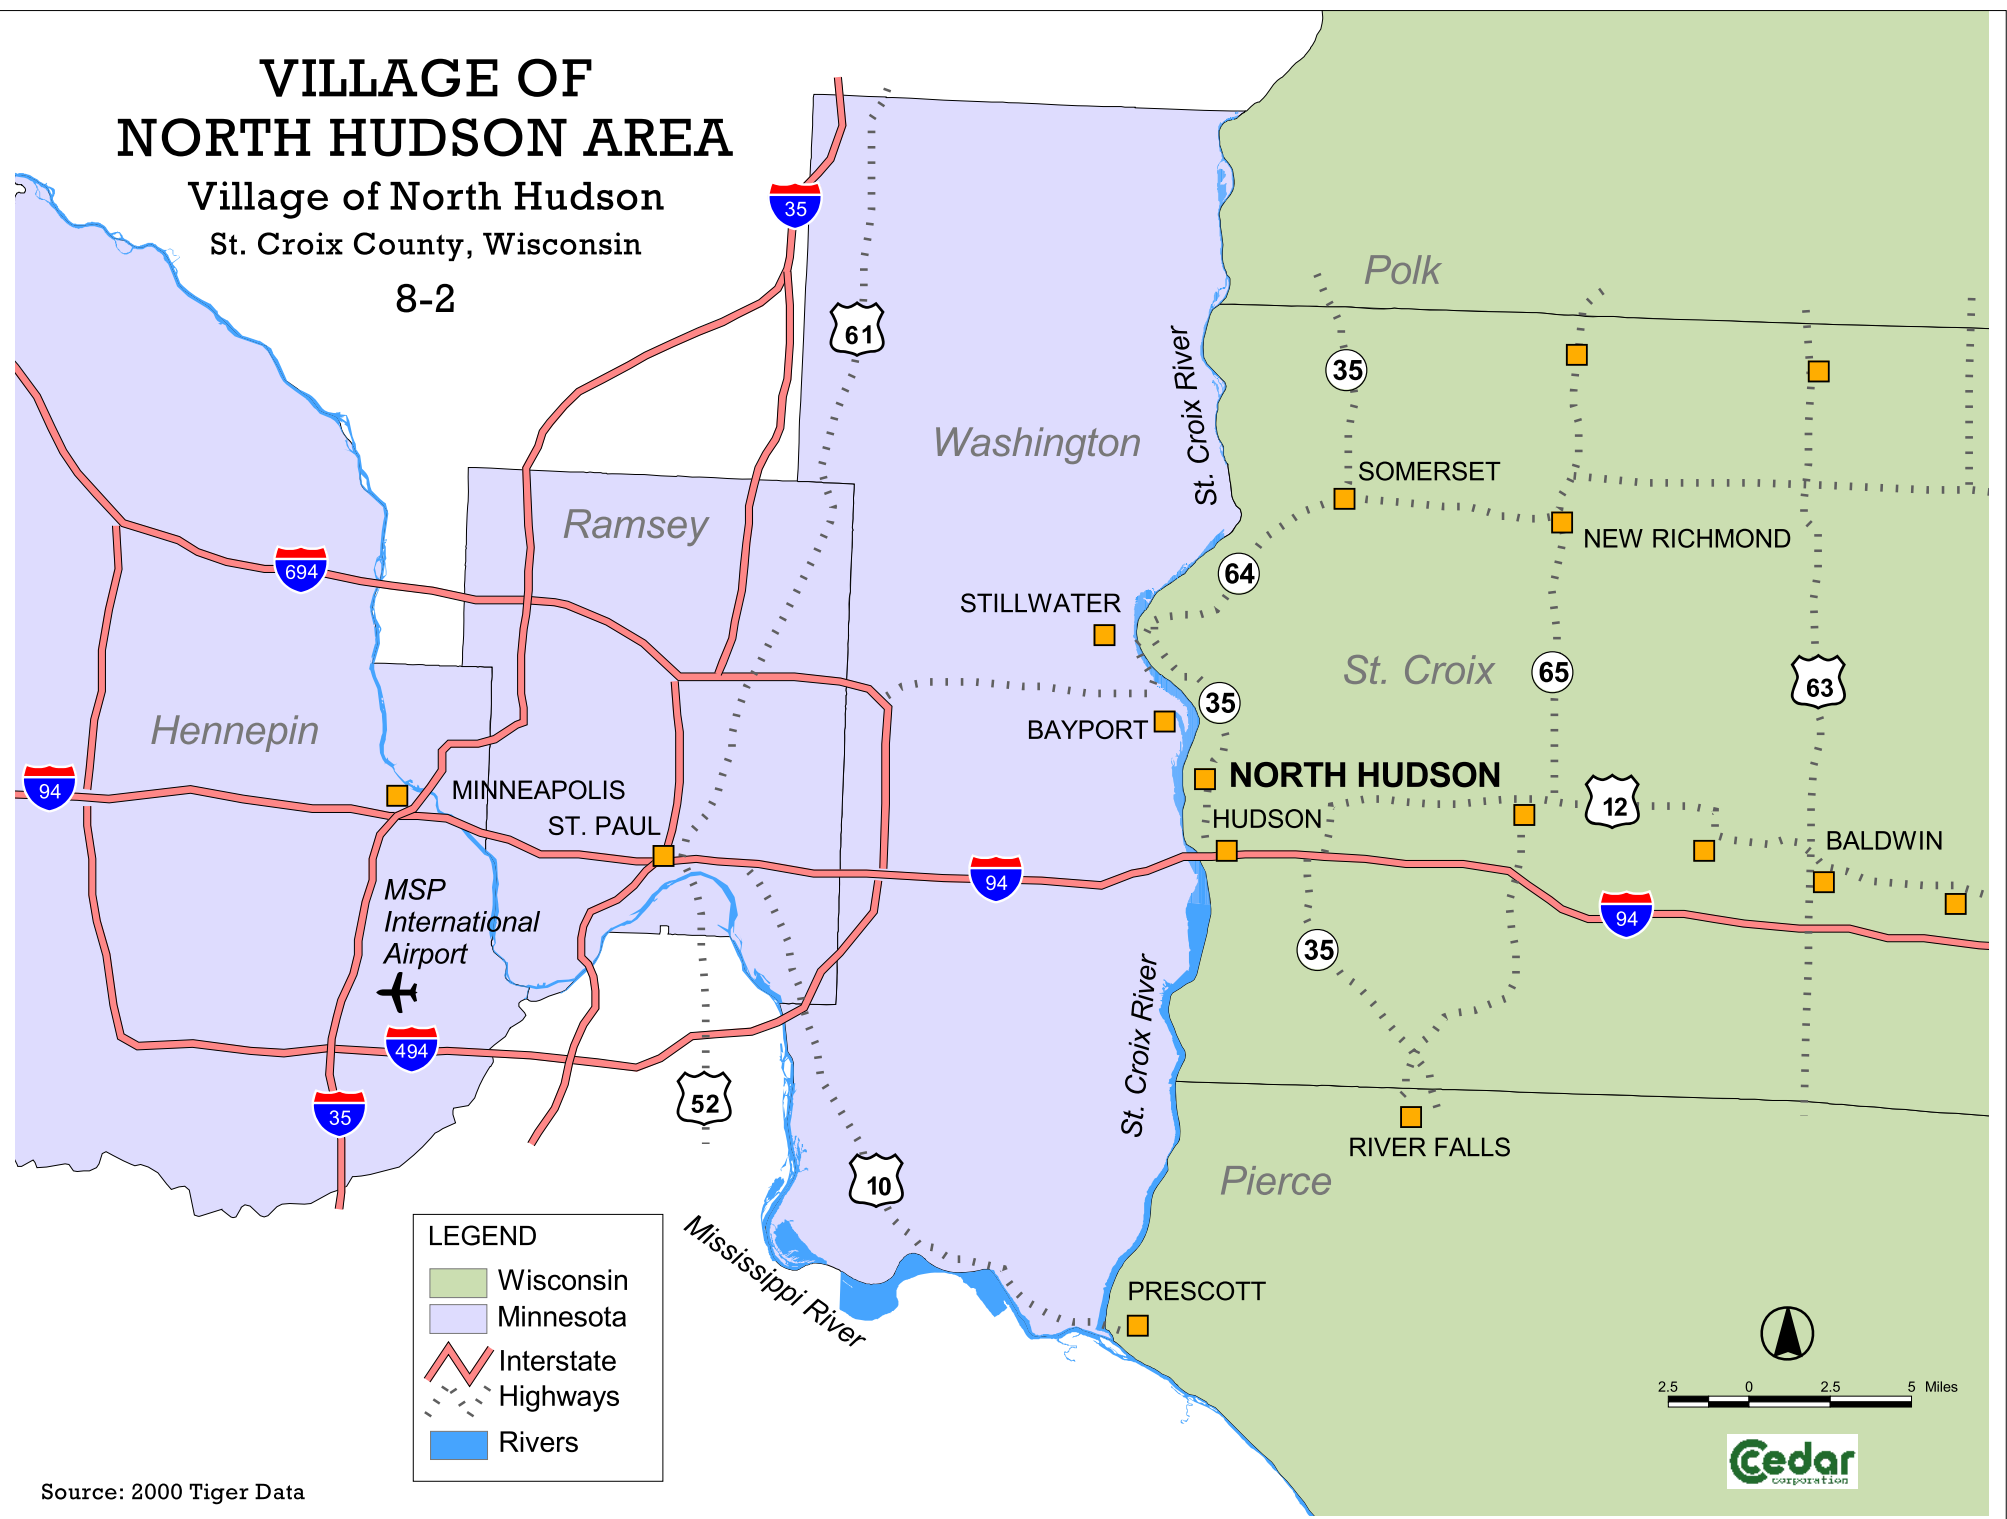 VILLAGE OF
NORTH HUDSON AREA
Village of North Hudson
St. Croix County, Wisconsin
8-2
35
61
Polk
St. Croix River
35
Washington
SOMERSET
Ramsey
NEW RICHMOND
694
64
STILLWATER
St. Croix
65
63
35
Hennepin
BAYPORT
94
NORTH HUDSON
MINNEAPOLIS
12
ST. PAUL
HUDSON
BALDWIN
94
94
MSP
International
Airport
35
St. Croix River
494
52
35
RIVER FALLS
10
Pierce
Mississippi River
PRESCOTT
LEGEND
Wisconsin
Minnesota
Interstate
Highways
Rivers
2.5 0 2.5 5 Miles
Cedar
corporation
Source: 2000 Tiger Data